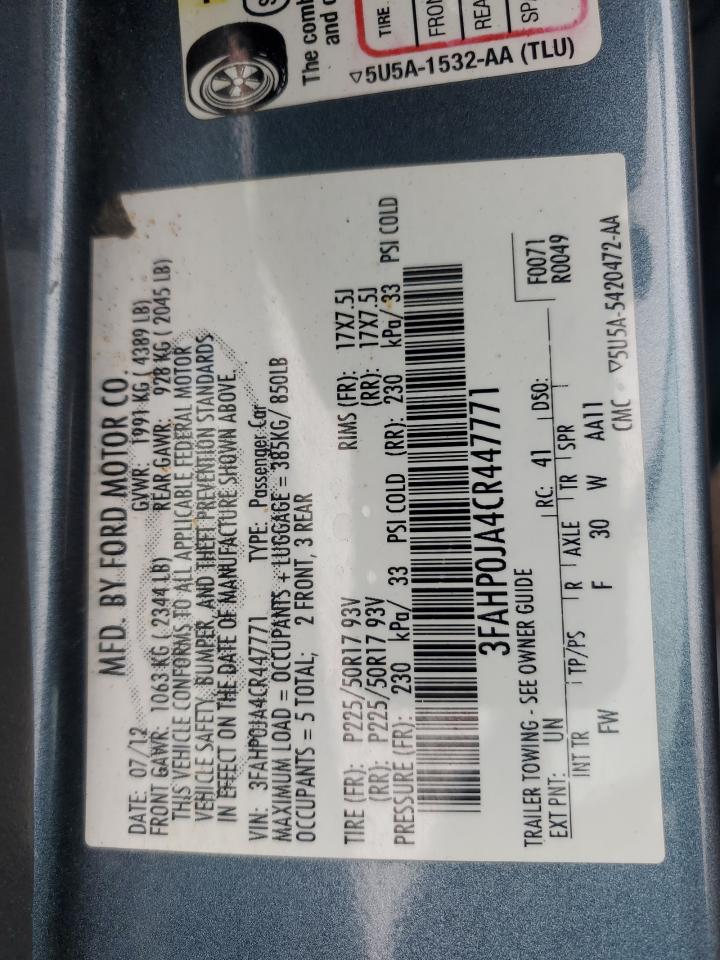 The comb
and c
TIRE
FRON
REA
SP
▽5U5A-1532-AA (TLU)
MFD. BY FORD MOTOR CO.
DATE: 07/12 GVWR: 1991 KG ( 4389 LB)
FRONT GAWR: 1063 KG ( 2344 LB) REAR GAWR: 928 KG ( 2045 LB)
THIS VEHICLE CONFORMS TO ALL APPLICABLE FEDERAL MOTOR
VEHICLE SAFETY, BUMPER, AND THEFT PREVENTION STANDARDS
IN EFFECT ON THE DATE OF MANUFACTURE SHOWN ABOVE.
VIN: 3FAHP0JA4CR447771 TYPE: Passenger Car
MAXIMUM LOAD = OCCUPANTS + LUGGAGE = 385KG/ 850LB
OCCUPANTS = 5 TOTAL; 2 FRONT, 3 REAR
TIRE (FR): P225/50R17 93V RIMS (FR): 17X7.5J
(RR): P225/50R17 93V (RR): 17X7.5J
PRESSURE (FR): 230 kPa/ 33 PSI COLD (RR): 230 kPa/ 33 PSI COLD
3FAHP0JA4CR447771
TRAILER TOWING - SEE OWNER GUIDE
F0071
R0049
EXT PNT: UN RC: 41 DSO:
INT TR TP/PS R AXLE TR SPR
FW F 30 W AA11
CMC ▽5U5A-5420472-AA